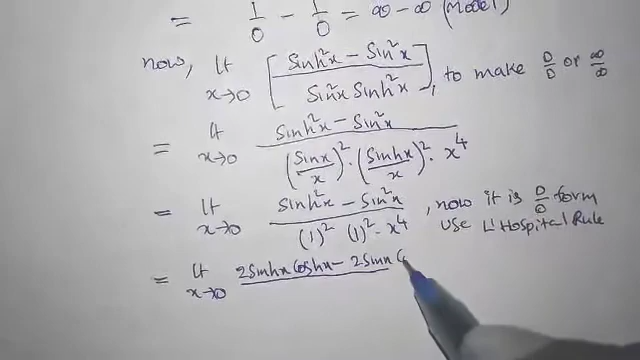 = 1/0 - 1/0 = ∞ - ∞ (Model)
now, lt x→0 [ (Sinh²x - Sin²x) / (Sin²x Sinh²x) ], to make 0/0 or ∞/∞
= lt x→0 (Sinh²x - Sin²x) / ((Sinx/x)² · (Sinhx/x)² · x⁴)
= lt x→0 (Sinh²x - Sin²x) / ((1)² (1)² · x⁴), now it is 0/0 form
Use L'Hospital Rule
= lt x→0 2Sinhx Coshx - 2Sinx C